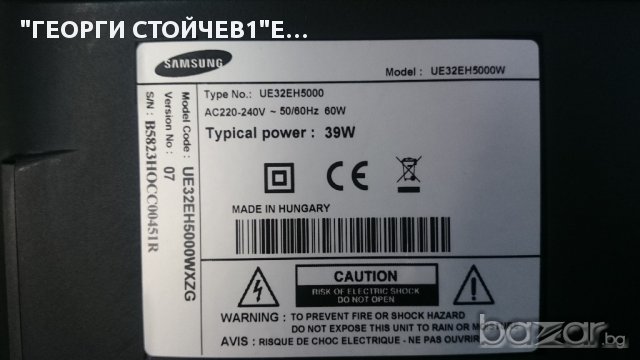 "ГЕОРГИ СТОЙЧЕВ1"Е...
SAMSUNG
Model : UE32EH5000W
Type No.: UE32EH5000
AC220-240V ~ 50/60Hz 60W
Typical power : 39W
CE
MADE IN HUNGARY
CAUTION
RISK OF ELECTRIC SHOCK
DO NOT OPEN
WARNING : TO PREVENT FIRE OR SHOCK HAZARD
DO NOT EXPOSE THIS UNIT TO RAIN OR
AVIS : RISQUE DE CHOC ELECTRIQUE - NE PAS OUVRIR
Model Code : UE32EH5000WXZG
Version No : 07
S/N : B5823HOCC00451R
bazar.bg